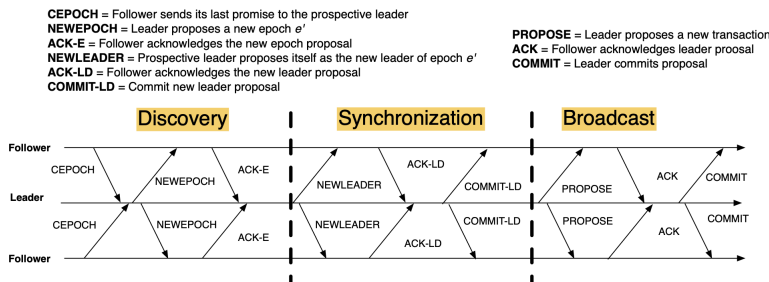 CEPOCH = Follower sends its last promise to the prospective leader
NEWEPOCH = Leader proposes a new epoch e'
ACK-E = Follower acknowledges the new epoch proposal
NEWLEADER = Prospective leader proposes itself as the new leader of epoch e'
ACK-LD = Follower acknowledges the new leader proposal
COMMIT-LD = Commit new leader proposal
PROPOSE = Leader proposes a new transaction
ACK = Follower acknowledges leader proosal
COMMIT = Leader commits proposal
Discovery
Synchronization
Broadcast
Follower
CEPOCH
NEWEPOCH
ACK-E
NEWLEADER
ACK-LD
COMMIT-LD
PROPOSE
ACK
COMMIT
Leader
CEPOCH
NEWEPOCH
ACK-E
NEWLEADER
ACK-LD
COMMIT-LD
PROPOSE
ACK
COMMIT
Follower